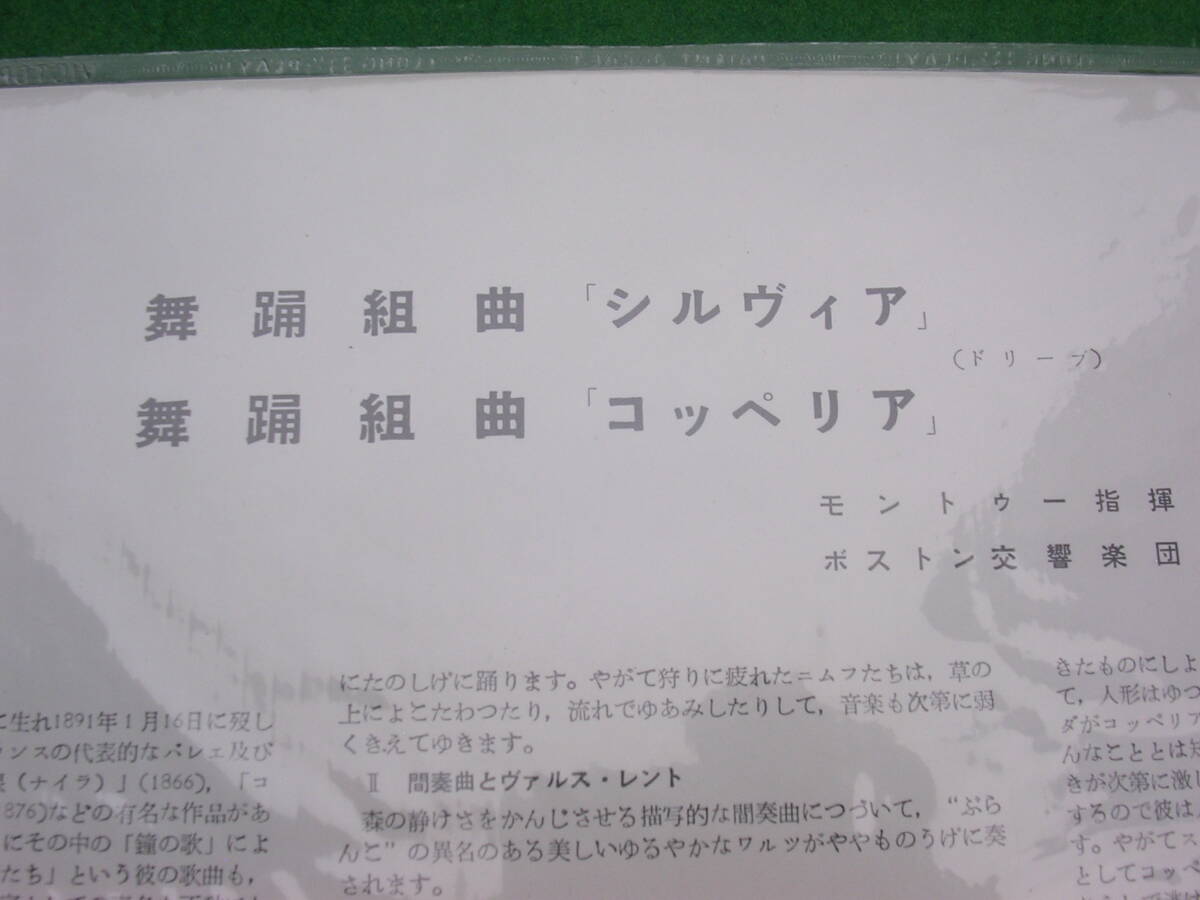 舞踊組曲「シルヴィア」
(ドリーブ)
舞踊組曲「コッペリア」
モントゥー指揮
ボストン交響楽団
に生れ1891年1月16日に歿し
ランスの代表的なバレエ及び
(ナイラ)」(1866),「コ
876)などの有名な作品があ
にその中の「鐘の歌」によ
たち」という彼の歌曲も,
にたのしげに踊ります。やがて狩りに疲れたニムフたちは,草の
上によこたわつたり,流れでゆあみしたりして,音楽も次第に弱
くきえてゆきます。
Ⅱ 間奏曲とヴァルス・レント
森の静けさをかんじさせる描写的な間奏曲につづいて,“ぶら
んこ”の異名のある美しいゆるやかなワルツがややものうげに奏
されます。
きたものにしよ
て,人形はゆつ
ダがコッペリア
んなこととは知
きが次第に激し
するので彼は
す。やがてス
としてコッペ